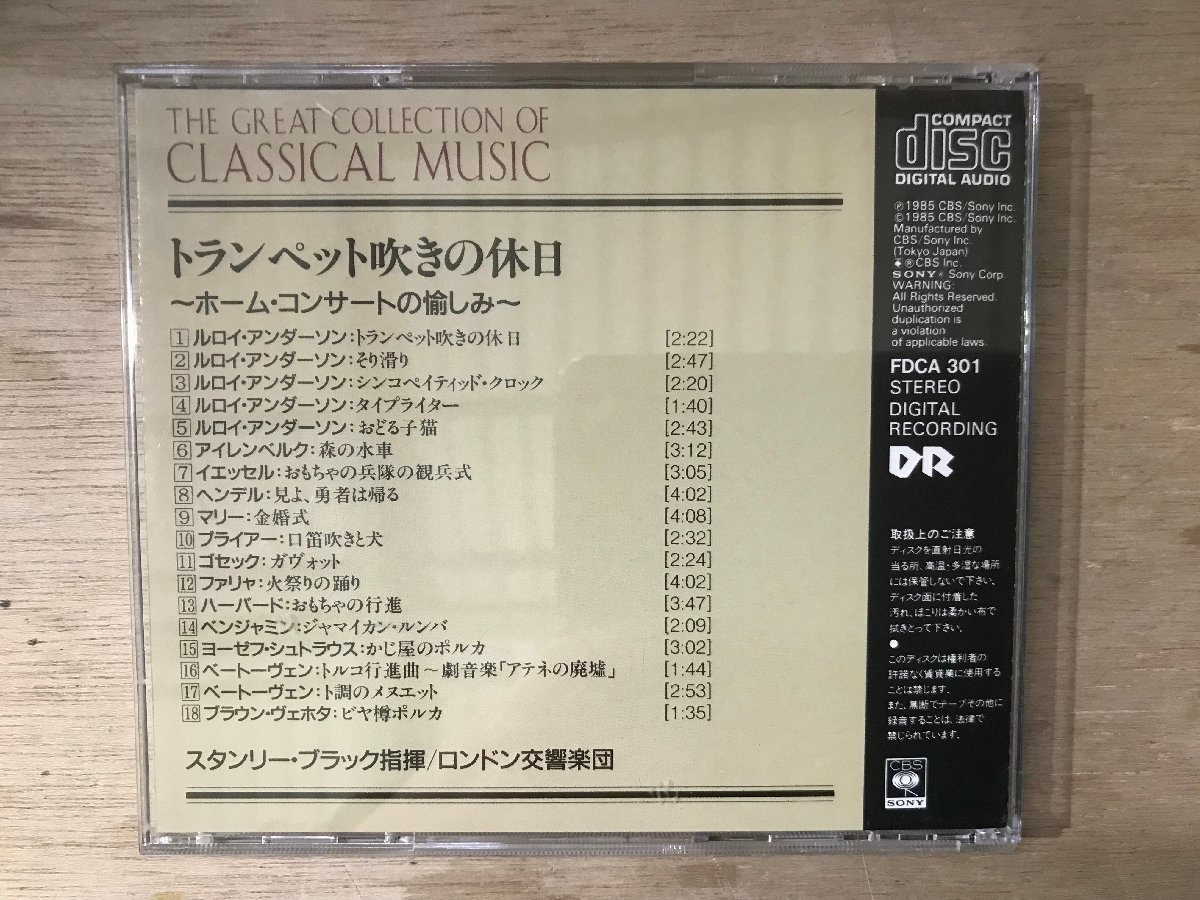 THE GREAT COLLECTION OF
CLASSICAL MUSIC
トランペット吹きの休日
〜ホーム・コンサートの愉しみ〜
1 ルロイ・アンダーソン:トランペット吹きの休日 [2:22]
2 ルロイ・アンダーソン:そり滑り [2:47]
3 ルロイ・アンダーソン:シンコペイティッド・クロック [2:20]
4 ルロイ・アンダーソン:タイプライター [1:40]
5 ルロイ・アンダーソン:おどる子猫 [2:43]
6 アイレンベルク:森の水車 [3:12]
7 イエッセル:おもちゃの兵隊の観兵式 [3:05]
8 ヘンデル:見よ、勇者は帰る [4:02]
9 マリー:金婚式 [4:08]
10 プライアー:口笛吹きと犬 [2:32]
11 ゴセック:ガヴォット [2:24]
12 ファリャ:火祭りの踊り [4:02]
13 ハーバード:おもちゃの行進 [3:47]
14 ベンジャミン:ジャマイカン・ルンバ [2:09]
15 ヨーゼフ・シュトラウス:かじ屋のポルカ [3:02]
16 ベートーヴェン:トルコ行進曲〜劇音楽「アテネの廃墟」 [1:44]
17 ベートーヴェン:ト調のメヌエット [2:53]
18 ブラウン・ヴェホタ:ビヤ樽ポルカ [1:35]
スタンリー・ブラック指揮/ロンドン交響楽団
COMPACT
disc
DIGITAL AUDIO
℗1985 CBS/Sony Inc.
©1985 CBS/Sony Inc.
Manufactured by
CBS/Sony Inc.
(Tokyo Japan)
®CBS Inc.
SONY® Sony Corp.
WARNING:
All Rights Reserved.
Unauthorized
duplication is
a violation
of applicable laws.
FDCA 301
STEREO
DIGITAL
RECORDING
DR
取扱上のご注意
ディスクを直射日光の
当る所、高温・多湿な場所
には保管しないで下さい。
ディスク面に付着した
汚れ、ほこりは柔かい布で
拭きとって下さい。
●
このディスクは権利者の
許諾なく賃貸業に使用する
ことは禁じます。
また、無断でテープその他に
録音することは、法律で
禁じられています。
CBS
SONY